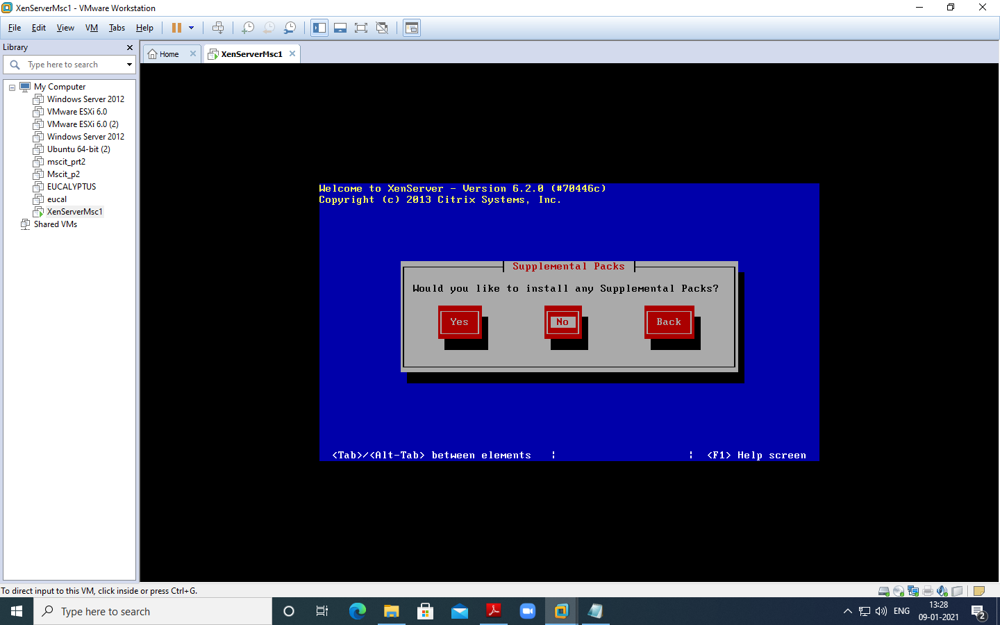 XenServerMsc1 - VMware Workstation
File Edit View VM Tabs Help
Library
Type here to search
My Computer
Windows Server 2012
VMware ESXi 6.0
VMware ESXi 6.0 (2)
Windows Server 2012
Ubuntu 64-bit (2)
mscit_prt2
Mscit_p2
EUCALYPTUS
eucal
XenServerMsc1
Shared VMs
Home
XenServerMsc1
Welcome to XenServer - Version 6.2.0 (#70446c)
Copyright (c) 2013 Citrix Systems, Inc.
Supplemental Packs
Would you like to install any Supplemental Packs?
Yes No Back
<Tab>/<Alt-Tab> between elements ¦ ¦ <F1> Help screen
To direct input to this VM, click inside or press Ctrl+G.
Type here to search
ENG
13:28
09-01-2021
2